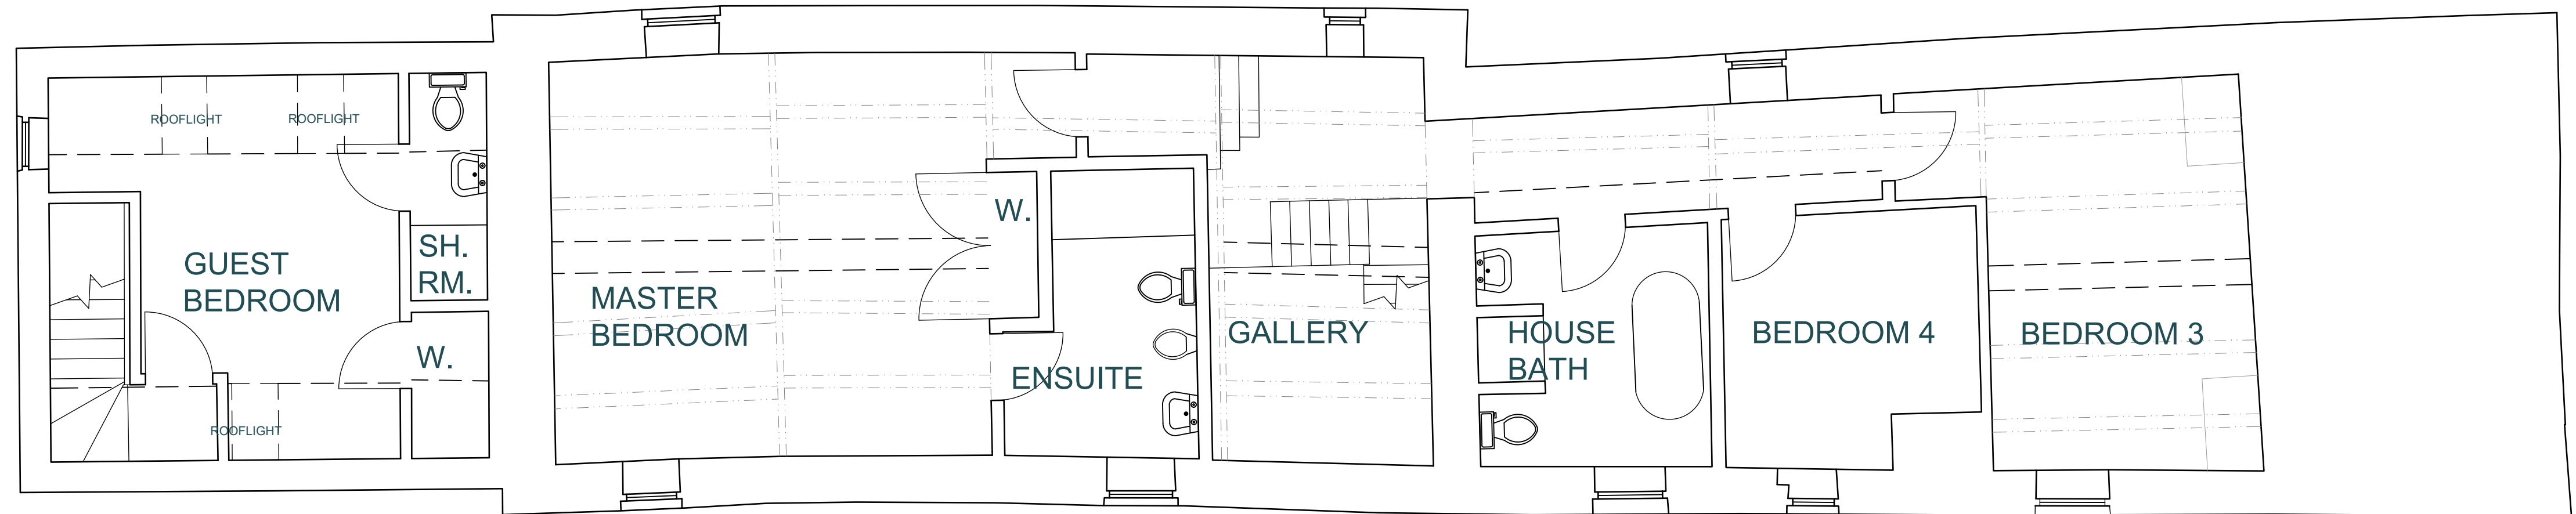 ROOFLIGHT
ROOFLIGHT
GUEST
BEDROOM
SH.
RM.
W.
ROOFLIGHT
MASTER
BEDROOM
W.
ENSUITE
GALLERY
HOUSE
BATH
BEDROOM 4
BEDROOM 3